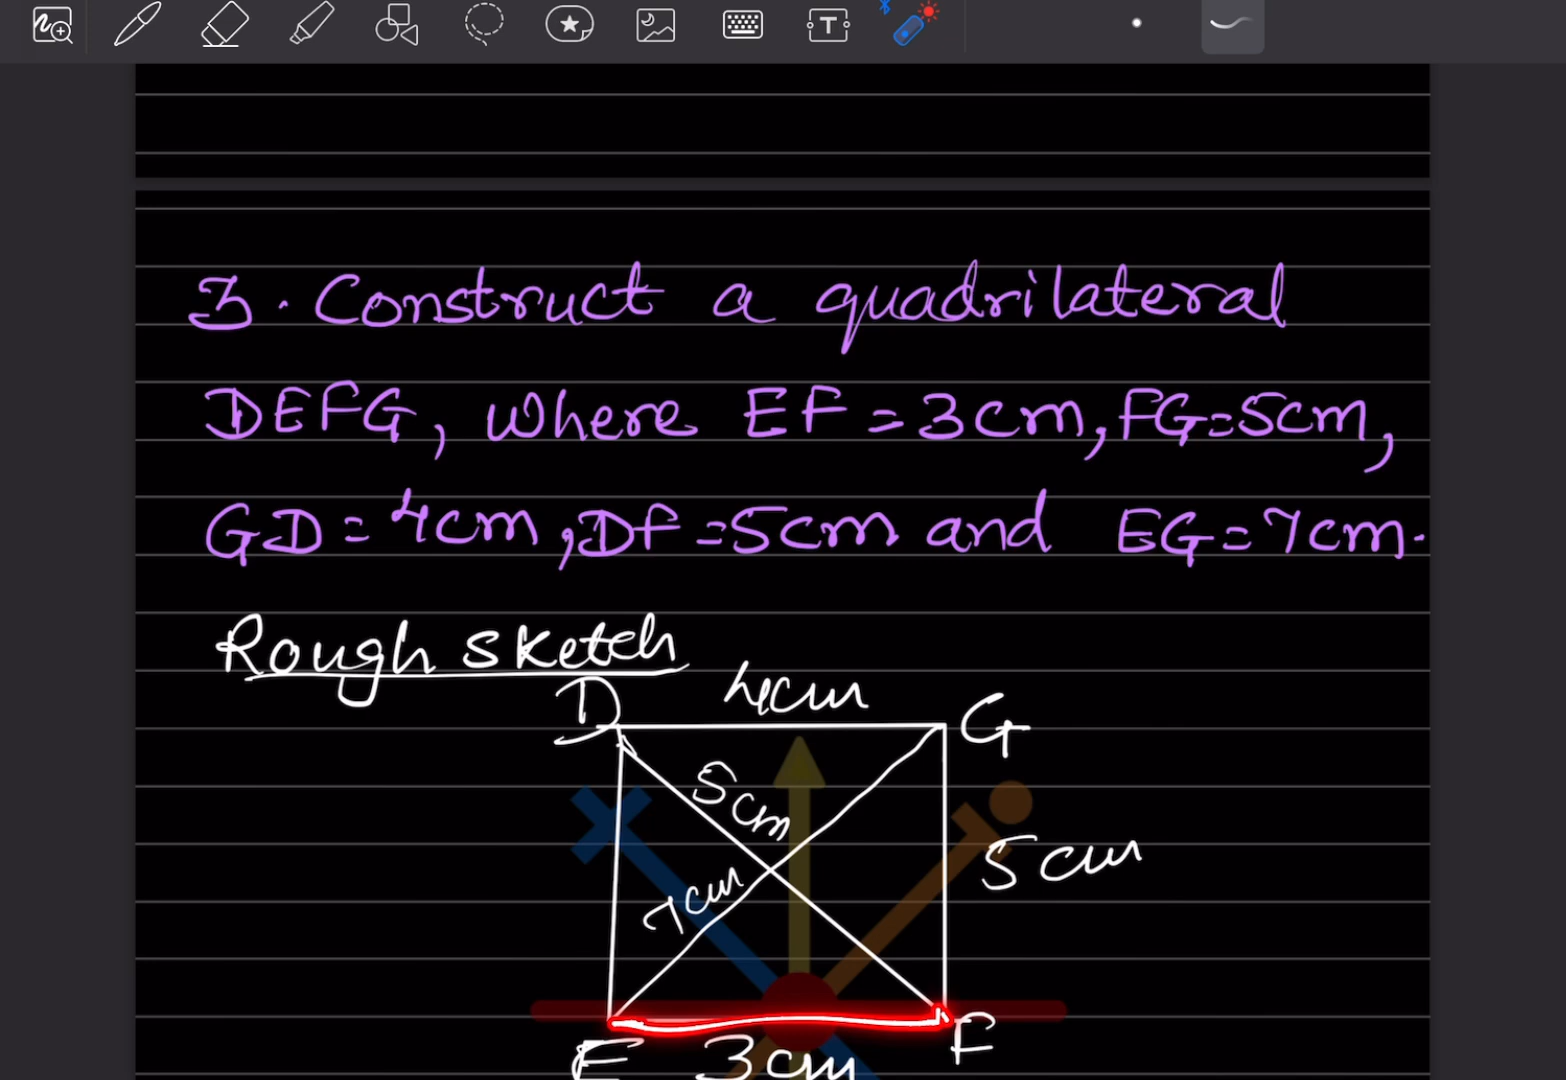 3. Construct a quadrilateral
DEFG, where EF = 3cm, FG=5cm,
GD = 4cm, DF =5cm and EG=7cm.
Rough sketch
D 4cm G
5cm
5cm
7cm
E 3cm F
T